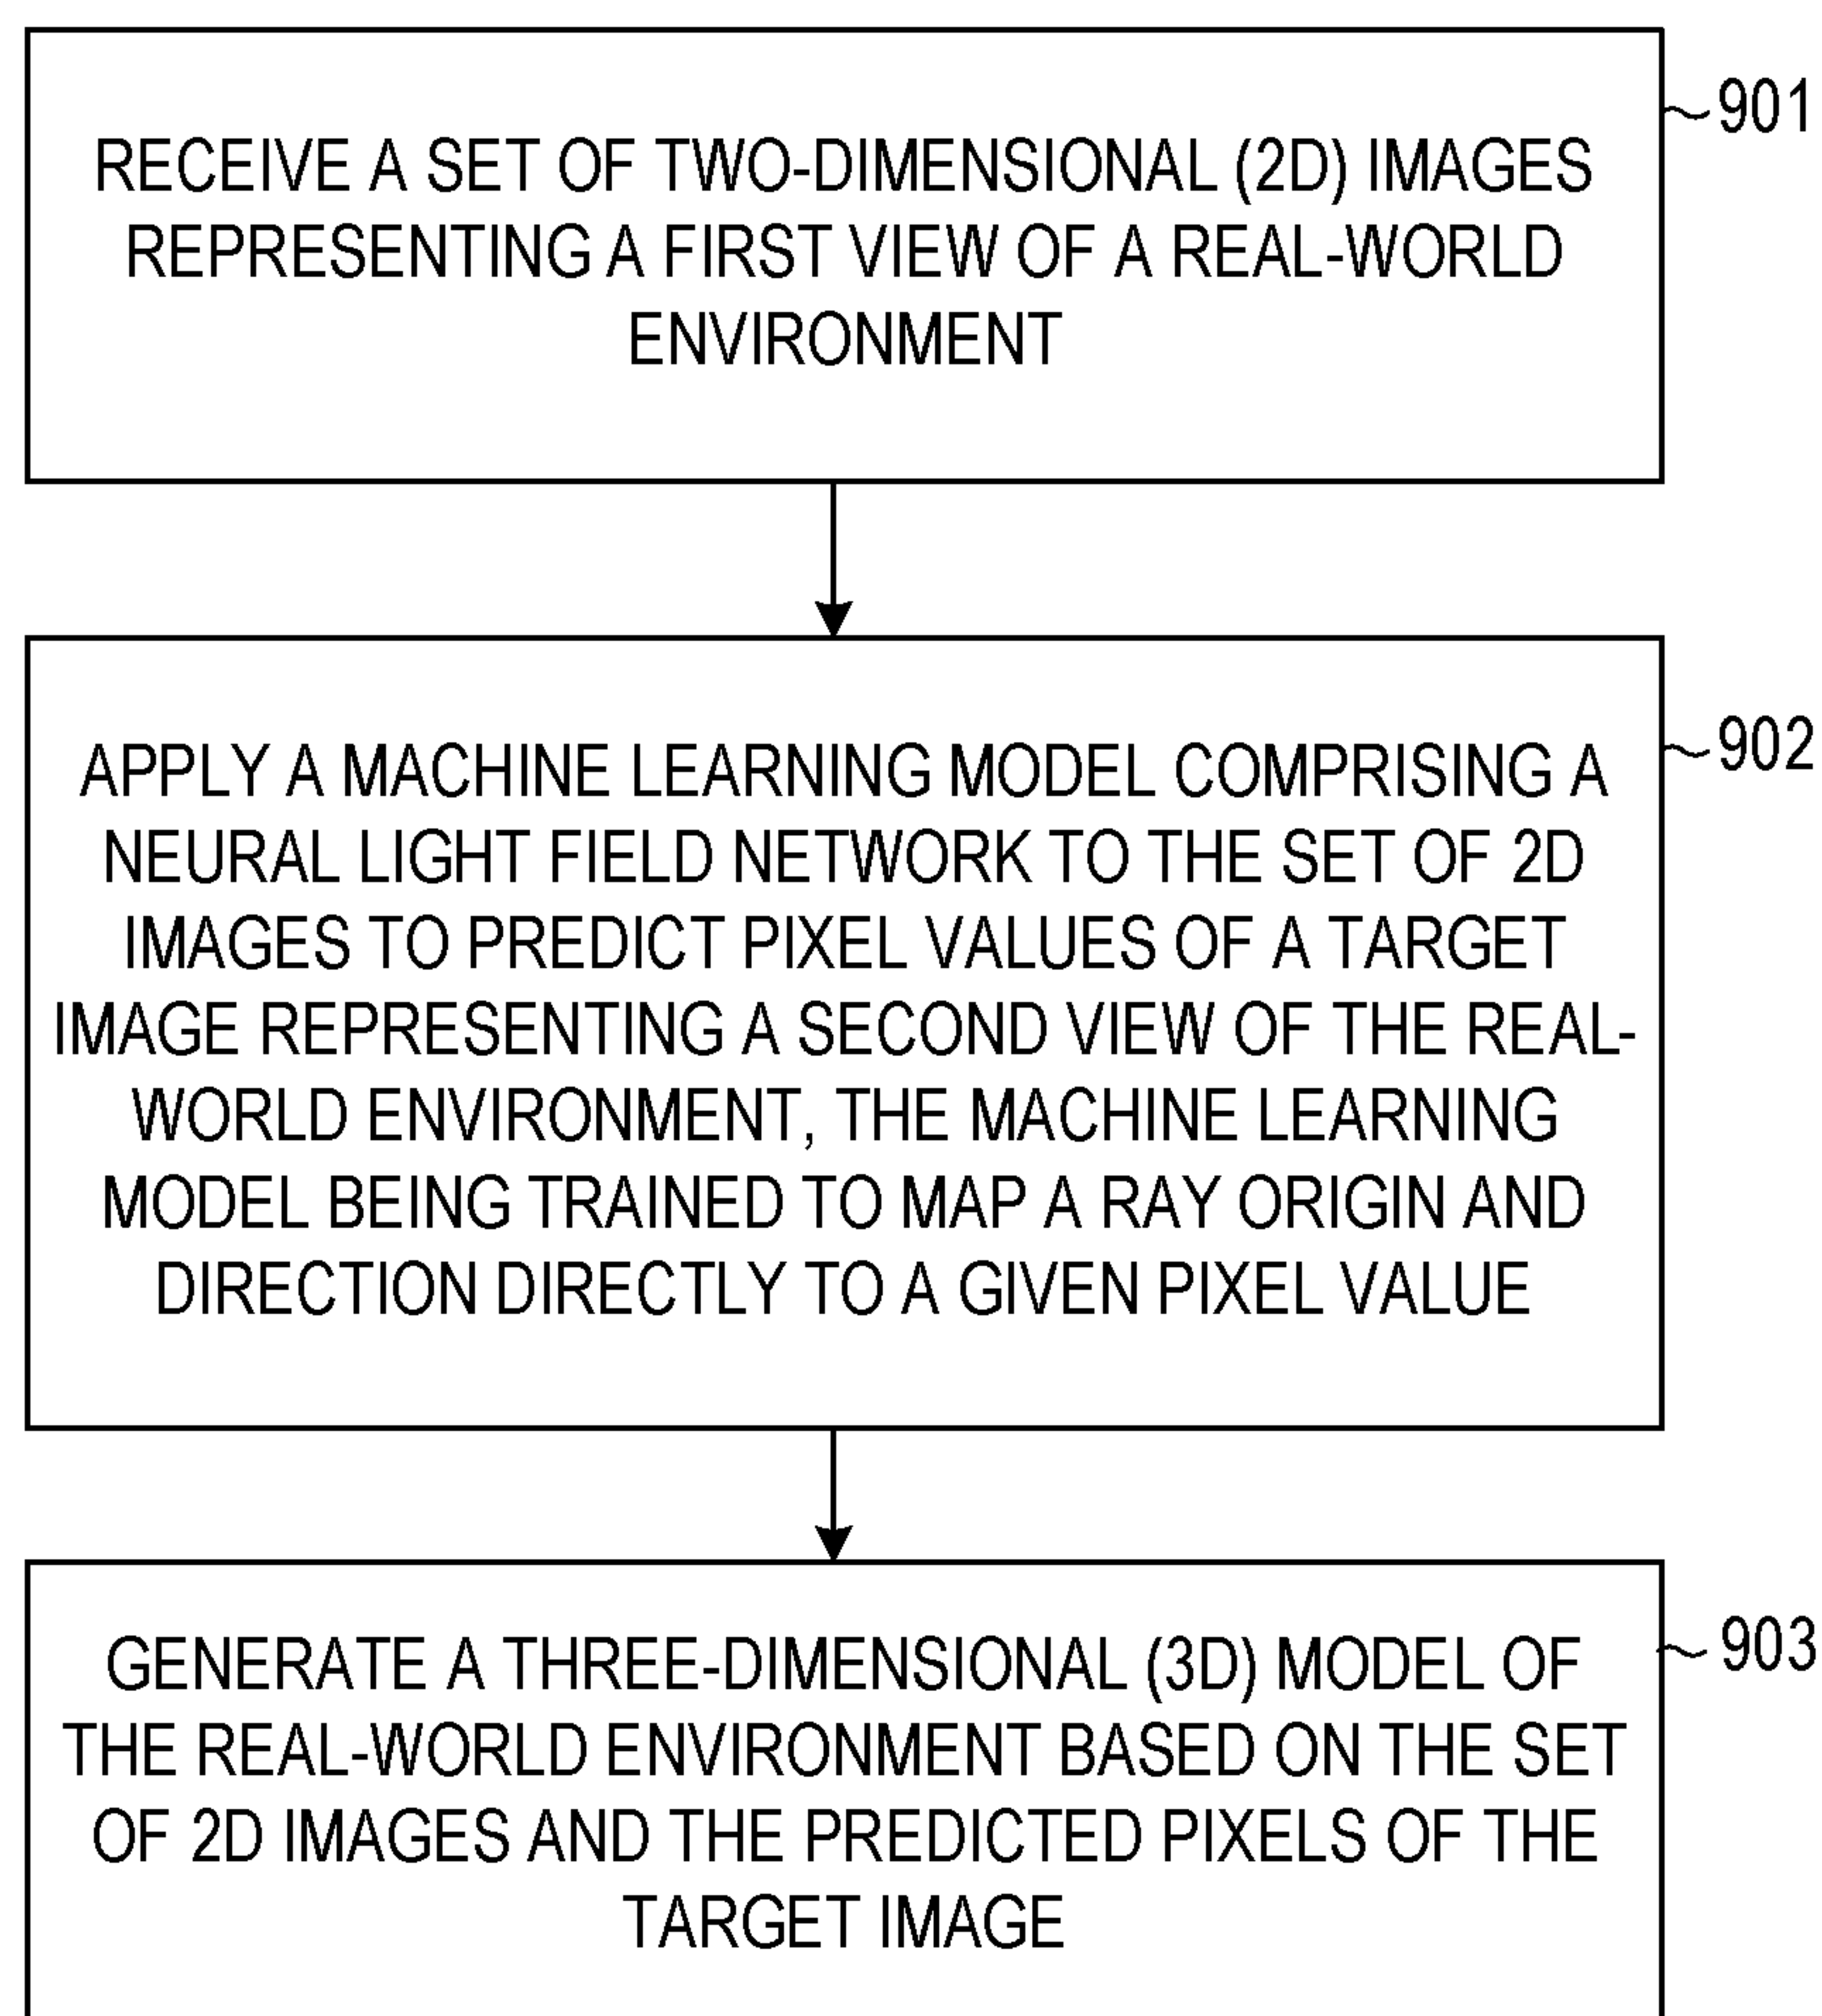 901
RECEIVE A SET OF TWO-DIMENSIONAL (2D) IMAGES
REPRESENTING A FIRST VIEW OF A REAL-WORLD
ENVIRONMENT
902
APPLY A MACHINE LEARNING MODEL COMPRISING A
NEURAL LIGHT FIELD NETWORK TO THE SET OF 2D
IMAGES TO PREDICT PIXEL VALUES OF A TARGET
IMAGE REPRESENTING A SECOND VIEW OF THE REAL-
WORLD ENVIRONMENT, THE MACHINE LEARNING
MODEL BEING TRAINED TO MAP A RAY ORIGIN AND
DIRECTION DIRECTLY TO A GIVEN PIXEL VALUE
903
GENERATE A THREE-DIMENSIONAL (3D) MODEL OF
THE REAL-WORLD ENVIRONMENT BASED ON THE SET
OF 2D IMAGES AND THE PREDICTED PIXELS OF THE
TARGET IMAGE